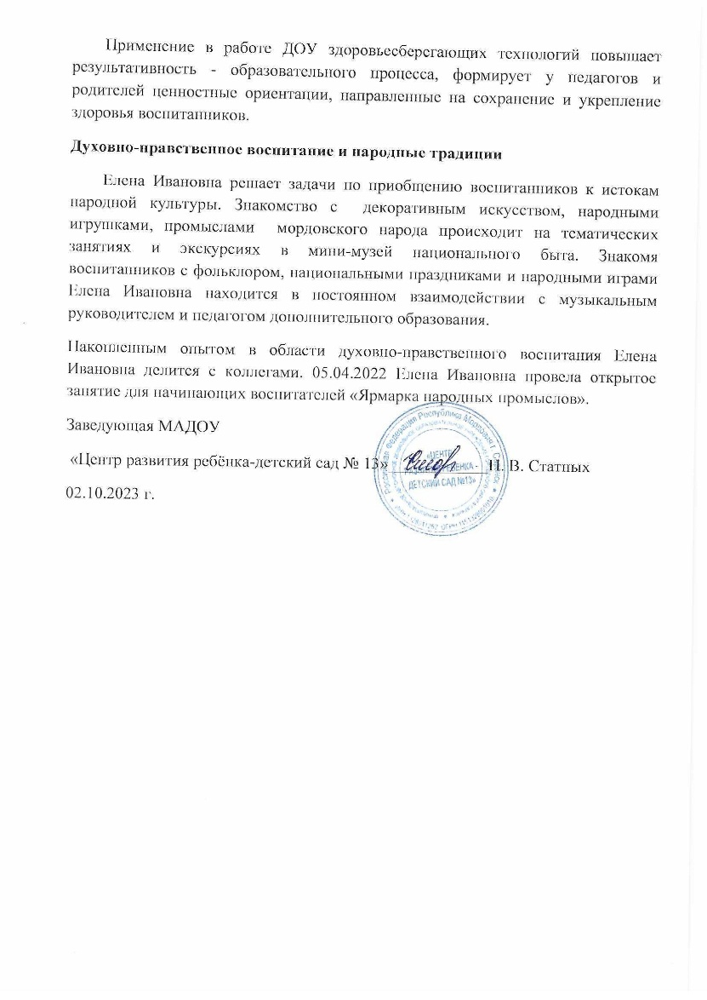 Применение в работе ДОУ здоровьесберегающих технологий повышает
результативность - образовательного процесса, формирует у педагогов и
родителей ценностные ориентации, направленные на сохранение и укрепление
здоровья воспитанников.
Духовно-нравственное воспитание и народные традиции
Елена Ивановна решает задачи по приобщению воспитанников к истокам
народной культуры. Знакомство с декоративным искусством, народными
игрушками, промыслами мордовского народа происходит на тематических
занятиях и экскурсиях в мини-музей национального быта. Знакомя
воспитанников с фольклором, национальными праздниками и народными играми
Елена Ивановна находится в постоянном взаимодействии с музыкальным
руководителем и педагогом дополнительного образования.
Накопленным опытом в области духовно-нравственного воспитания Елена
Ивановна делится с коллегами. 05.04.2022 Елена Ивановна провела открытое
занятие для начинающих воспитателей «Ярмарка народных промыслов».
Заведующая МАДОУ
«Центр развития ребёнка-детский сад № 13» В. Статных
02.10.2023 г.
Российская Федерация Республика Мордовия г.
«ЦЕНТР
РЕБЕНКА -
ДЕТСКИЙ САД №13»